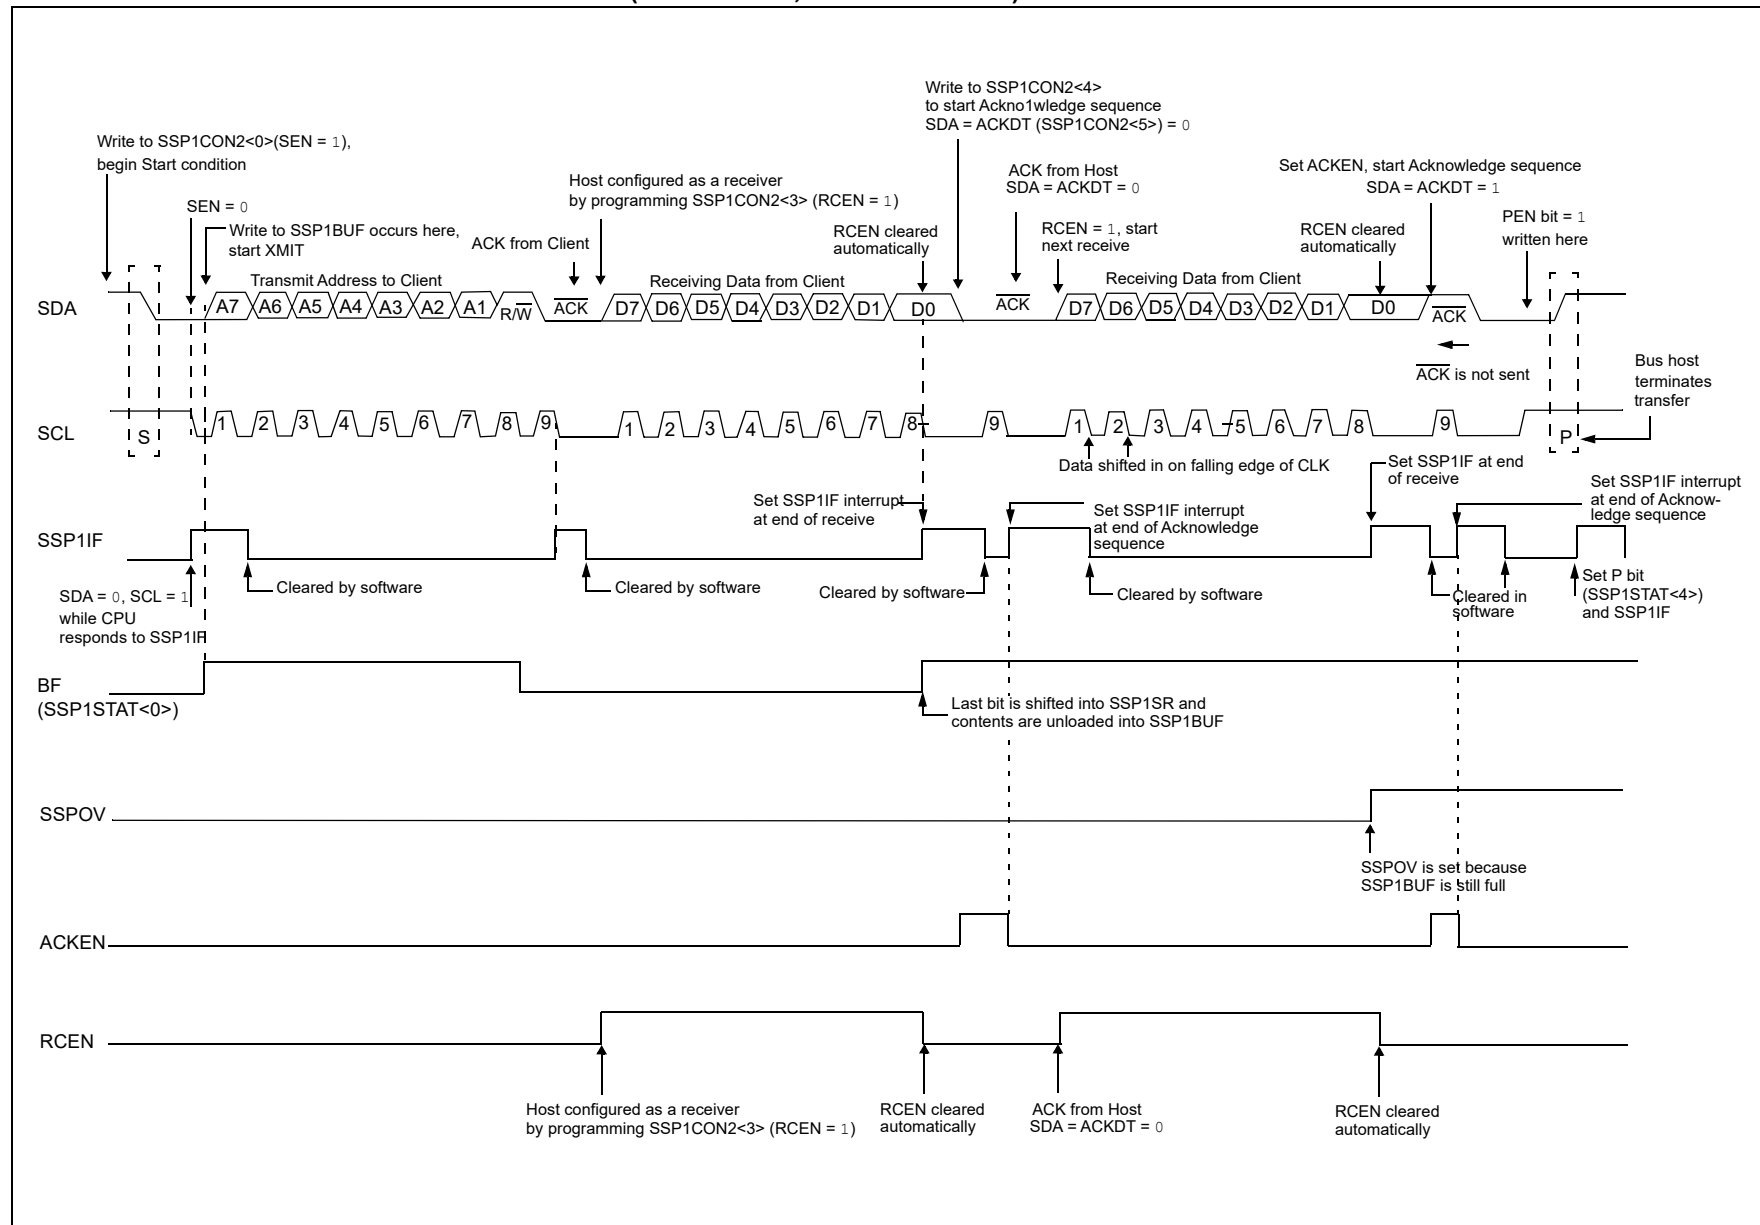 Write to SSP1CON2<4>
to start Ackno1wledge sequence
SDA = ACKDT (SSP1CON2<5>) = 0
Write to SSP1CON2<0>(SEN = 1),
begin Start condition
ACK from Host
SDA = ACKDT = 0
Set ACKEN, start Acknowledge sequence
SDA = ACKDT = 1
Host configured as a receiver
by programming SSP1CON2<3> (RCEN = 1)
SEN = 0
PEN bit = 1
written here
Write to SSP1BUF occurs here,
start XMIT
ACK from Client
RCEN cleared
automatically
RCEN = 1, start
next receive
RCEN cleared
automatically
Transmit Address to Client
Receiving Data from Client
Receiving Data from Client
SDA
A7 A6 A5 A4 A3 A2 A1 R/W ACK D7 D6 D5 D4 D3 D2 D1 D0 ACK D7 D6 D5 D4 D3 D2 D1 D0 ACK
ACK is not sent
Bus host
terminates
transfer
SCL
S 1 2 3 4 5 6 7 8 9 1 2 3 4 5 6 7 8 9 1 2 3 4 5 6 7 8 9 P
Data shifted in on falling edge of CLK
Set SSP1IF at end
of receive
Set SSP1IF interrupt
at end of receive
Set SSP1IF interrupt
at end of Acknowledge
sequence
Set SSP1IF interrupt
at end of Acknow-
ledge sequence
SSP1IF
Cleared by software
Cleared by software
Cleared by software
Cleared by software
Cleared in
software
Set P bit
(SSP1STAT<4>)
and SSP1IF
SDA = 0, SCL = 1
while CPU
responds to SSP1IF
BF
(SSP1STAT<0>)
Last bit is shifted into SSP1SR and
contents are unloaded into SSP1BUF
SSPOV
SSPOV is set because
SSP1BUF is still full
ACKEN
RCEN
Host configured as a receiver
by programming SSP1CON2<3> (RCEN = 1)
RCEN cleared
automatically
ACK from Host
SDA = ACKDT = 0
RCEN cleared
automatically